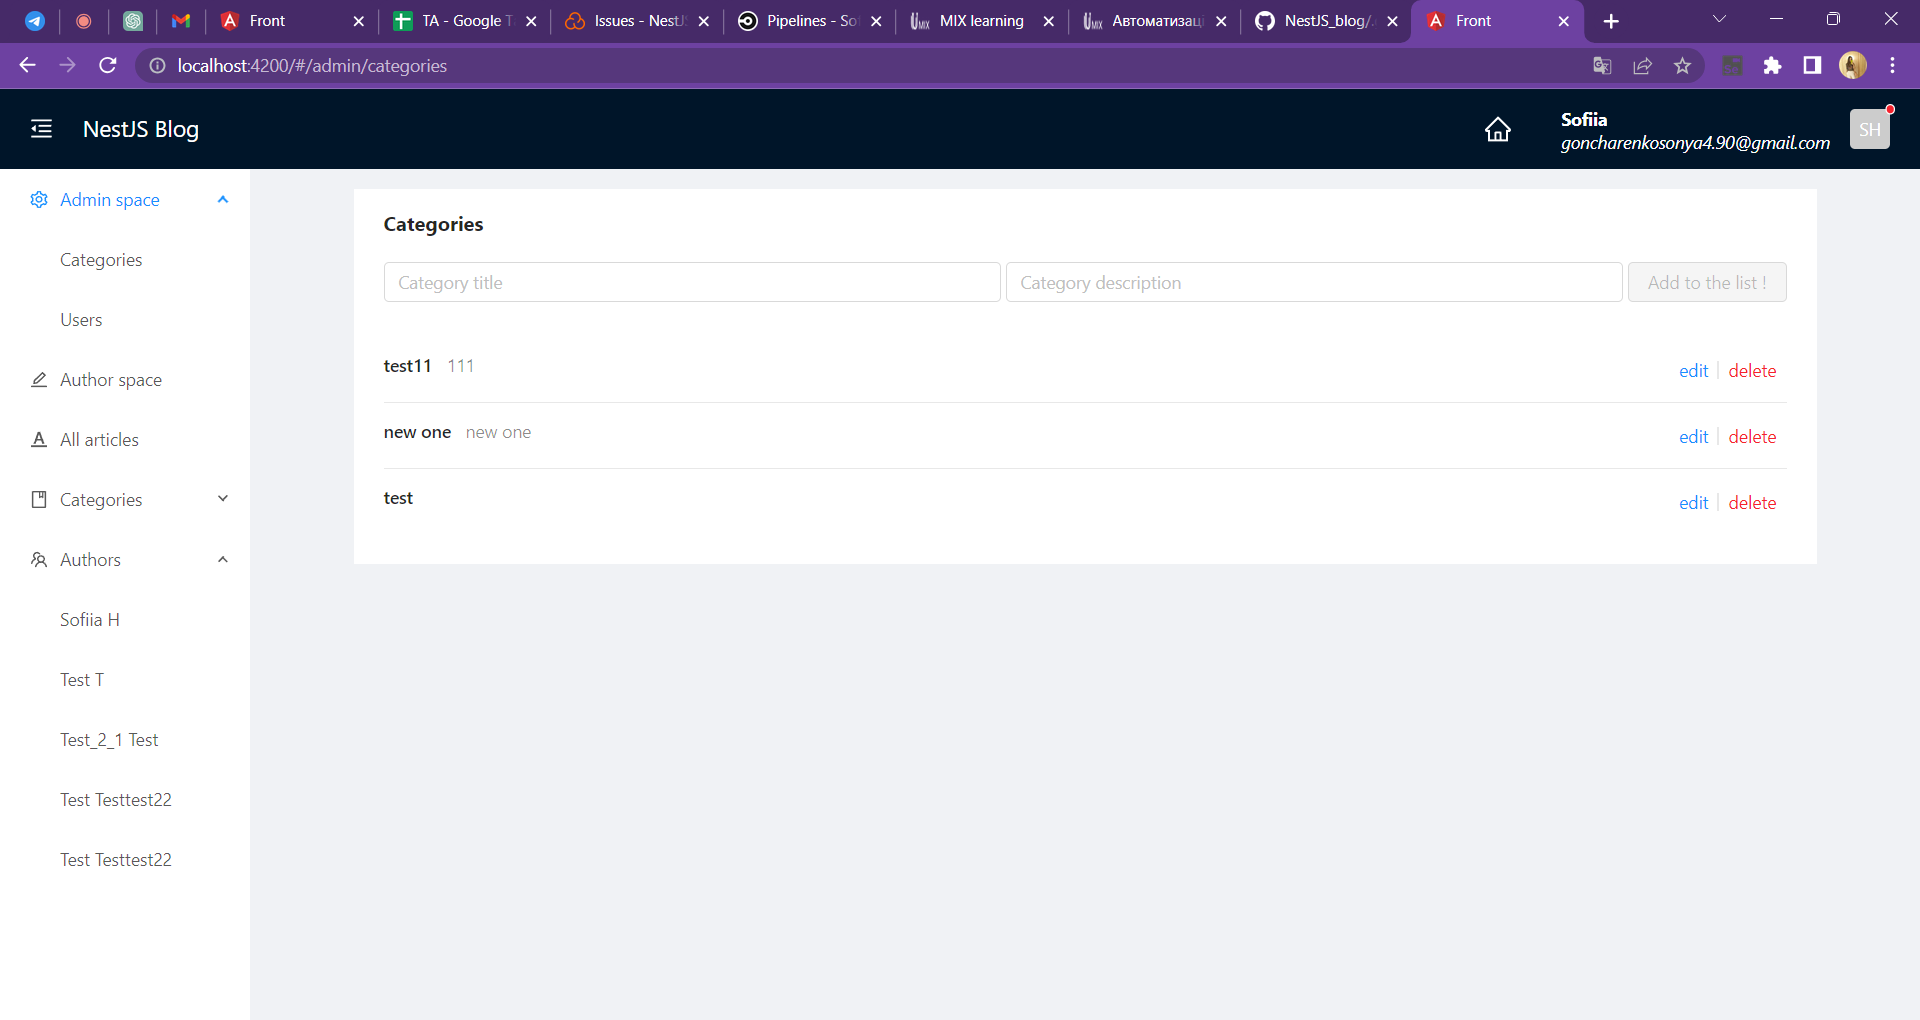 Front
TA - Google T
Issues - NestJ
Pipelines - So
MIX learning
Автоматизаці
NestJS_blog/.
Front
localhost:4200/#/admin/categories
NestJS Blog
Sofiia
goncharenkosonya4.90@gmail.com
SH
Admin space
Categories
Users
Author space
All articles
Categories
Authors
Sofiia H
Test T
Test_2_1 Test
Test Testtest22
Test Testtest22
Categories
Category title
Category description
Add to the list !
test11 111
edit delete
new one new one
edit delete
test
edit delete